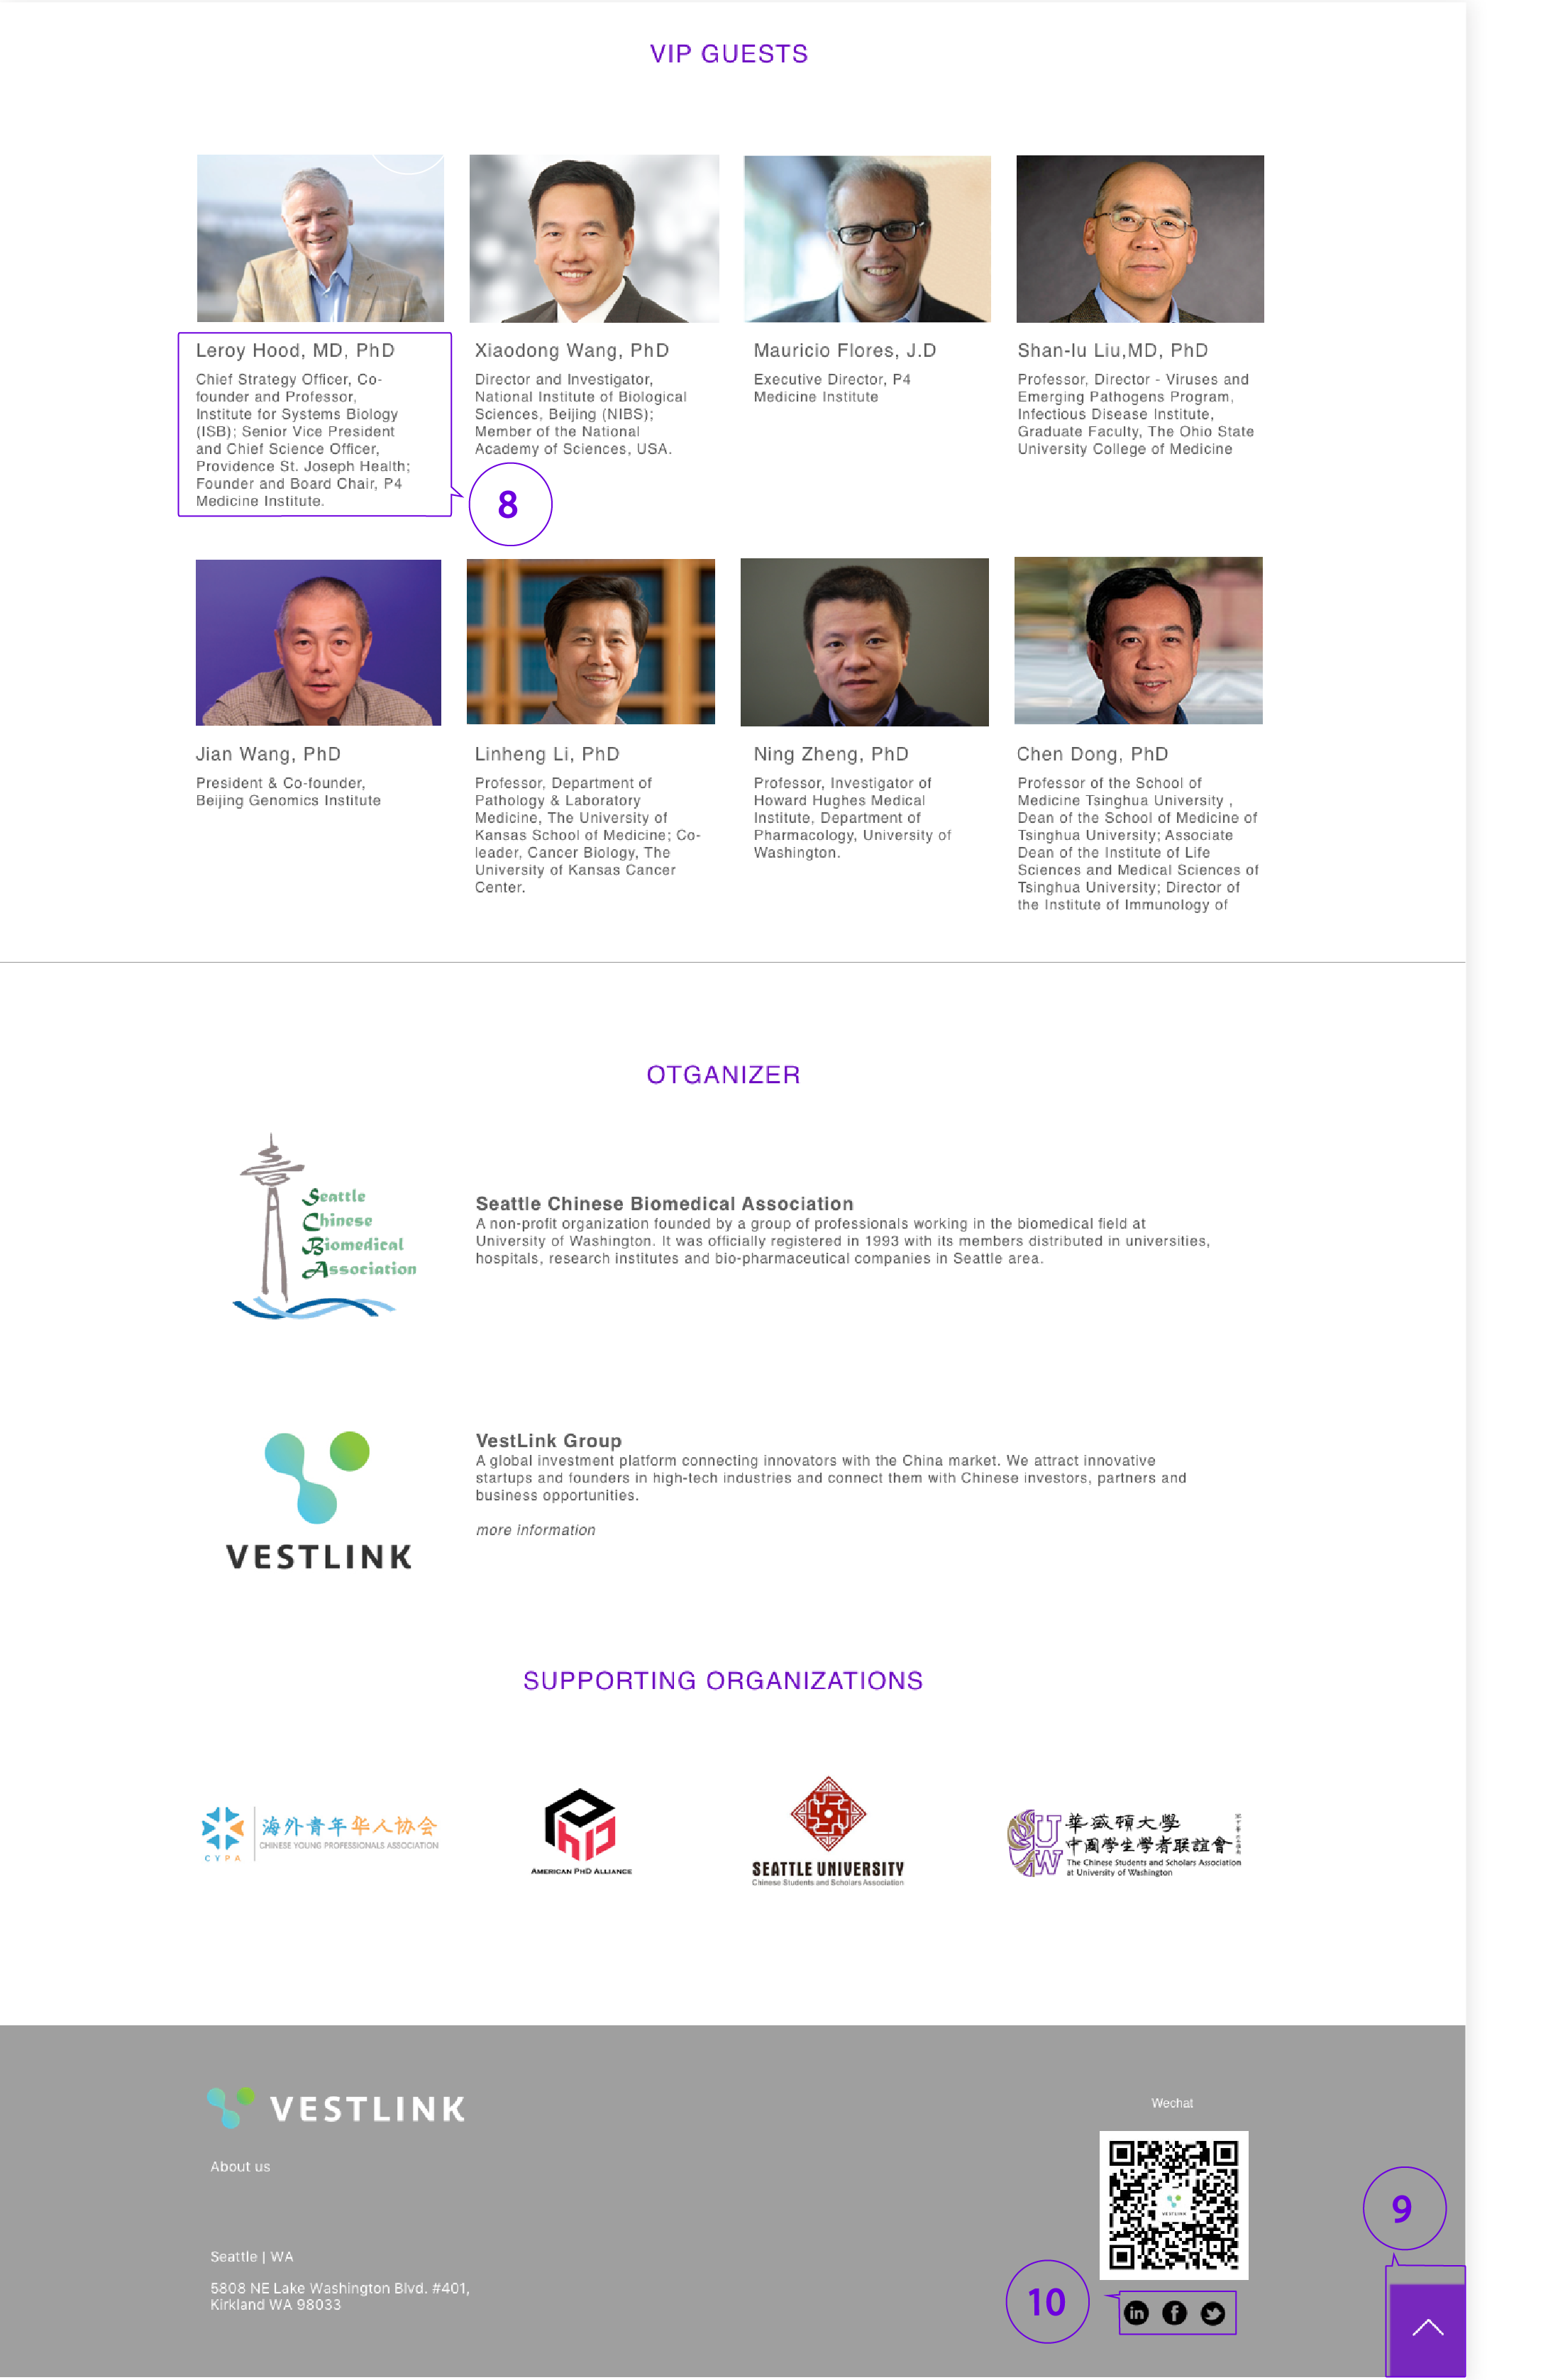 VIP GUESTS
Leroy Hood, MD, PhD
Chief Strategy Officer, Co-
founder and Professor,
Institute for Systems Biology
(ISB); Senior Vice President
and Chief Science Officer,
Providence St. Joseph Health;
Founder and Board Chair, P4
Medicine Institute.
Xiaodong Wang, PhD
Director and Investigator,
National Institute of Biological
Sciences, Beijing (NIBS);
Member of the National
Academy of Sciences, USA.
Mauricio Flores, J.D
Executive Director, P4
Medicine Institute
Shan-lu Liu,MD, PhD
Professor, Director - Viruses and
Emerging Pathogens Program,
Infectious Disease Institute,
Graduate Faculty, The Ohio State
University College of Medicine
8
Jian Wang, PhD
President & Co-founder,
Beijing Genomics Institute
Linheng Li, PhD
Professor, Department of
Pathology & Laboratory
Medicine, The University of
Kansas School of Medicine; Co-
leader, Cancer Biology, The
University of Kansas Cancer
Center.
Ning Zheng, PhD
Professor, Investigator of
Howard Hughes Medical
Institute, Department of
Pharmacology, University of
Washington.
Chen Dong, PhD
Professor of the School of
Medicine Tsinghua University ,
Dean of the School of Medicine of
Tsinghua University; Associate
Dean of the Institute of Life
Sciences and Medical Sciences of
Tsinghua University; Director of
the Institute of Immunology of
OTGANIZER
Seattle
Chinese
Biomedical
Association
Seattle Chinese Biomedical Association
A non-profit organization founded by a group of professionals working in the biomedical field at
University of Washington. It was officially registered in 1993 with its members distributed in universities,
hospitals, research institutes and bio-pharmaceutical companies in Seattle area.
VESTLINK
VestLink Group
A global investment platform connecting innovators with the China market. We attract innovative
startups and founders in high-tech industries and connect them with Chinese investors, partners and
business opportunities.
more information
SUPPORTING ORGANIZATIONS
CYPA
海外青年华人协会
CHINESE YOUNG PROFESSIONALS ASSOCIATION
PhD
AMERICAN PHD ALLIANCE
SEATTLE UNIVERSITY
Chinese Students and Scholars Association
UW
華盛頓大學
中國學生學者联誼會
The Chinese Students and Scholars Association
at University of Washington
VESTLINK
About us
Seattle | WA
5808 NE Lake Washington Blvd. #401,
Kirkland WA 98033
Wechat
VESTLINK
9
10
in f